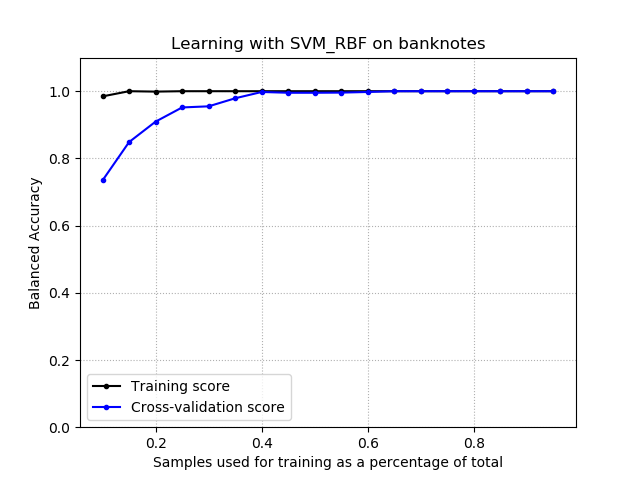 Learning with SVM_RBF on banknotes
Balanced Accuracy
1.0
0.8
0.6
0.4
0.2
0.0
Training score
Cross-validation score
0.2 0.4 0.6 0.8
Samples used for training as a percentage of total